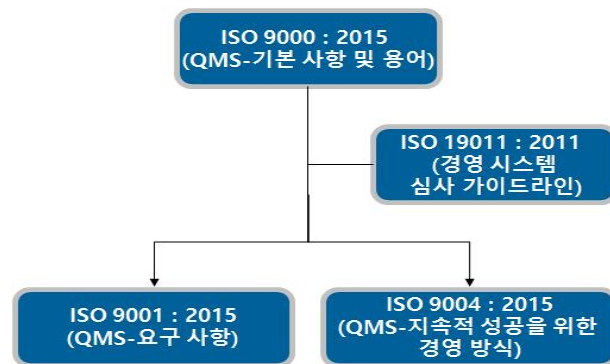 ISO 9000 : 2015
(QMS-기본 사항 및 용어)
ISO 19011 : 2011
(경영 시스템
심사 가이드라인)
ISO 9001 : 2015
(QMS-요구 사항)
ISO 9004 : 2015
(QMS-지속적 성공을 위한
경영 방식)